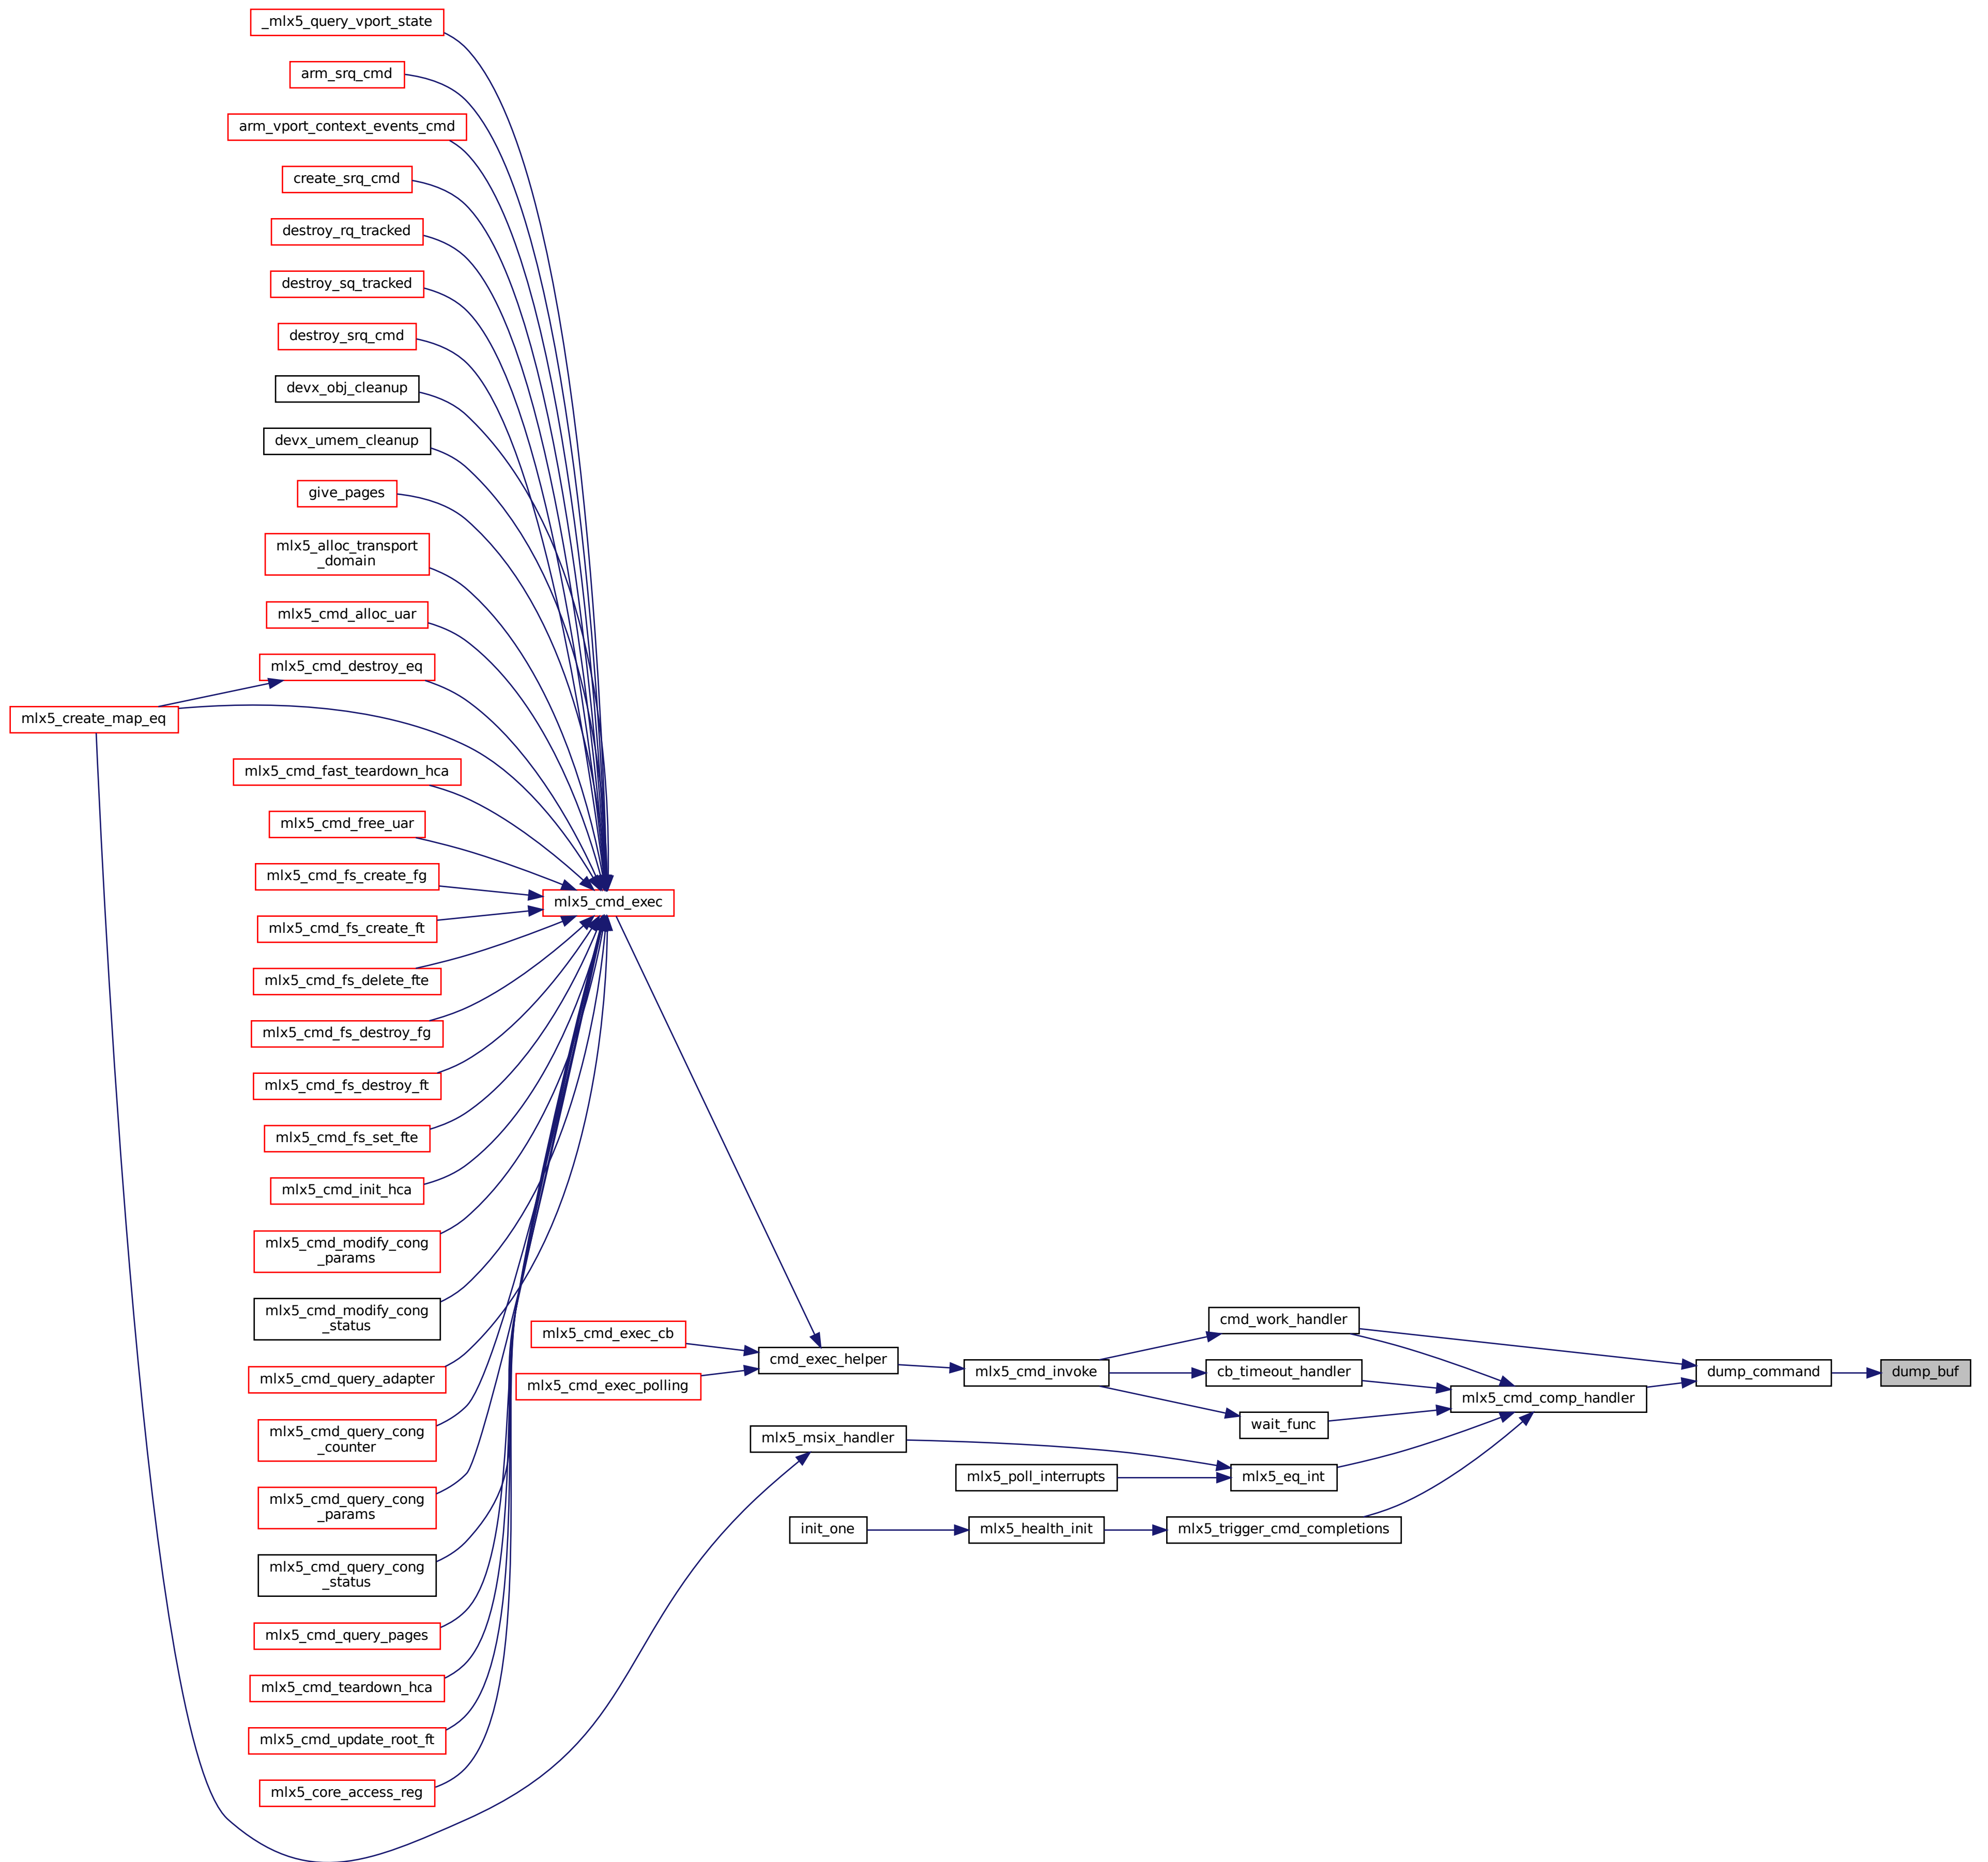 _mlx5_query_vport_state
arm_srq_cmd
arm_vport_context_events_cmd
create_srq_cmd
destroy_rq_tracked
destroy_sq_tracked
destroy_srq_cmd
devx_obj_cleanup
devx_umem_cleanup
give_pages
mlx5_alloc_transport
_domain
mlx5_cmd_alloc_uar
mlx5_cmd_destroy_eq
mlx5_create_map_eq
mlx5_cmd_fast_teardown_hca
mlx5_cmd_free_uar
mlx5_cmd_fs_create_fg
mlx5_cmd_exec
mlx5_cmd_fs_create_ft
mlx5_cmd_fs_delete_fte
mlx5_cmd_fs_destroy_fg
mlx5_cmd_fs_destroy_ft
mlx5_cmd_fs_set_fte
mlx5_cmd_init_hca
mlx5_cmd_modify_cong
_params
mlx5_cmd_modify_cong
_status
mlx5_cmd_query_adapter
mlx5_cmd_query_cong
_counter
mlx5_cmd_query_cong
_params
mlx5_cmd_query_cong
_status
mlx5_cmd_query_pages
mlx5_cmd_teardown_hca
mlx5_cmd_update_root_ft
mlx5_core_access_reg
mlx5_cmd_exec_cb
mlx5_cmd_exec_polling
cmd_exec_helper
mlx5_msix_handler
init_one
mlx5_cmd_invoke
mlx5_poll_interrupts
mlx5_health_init
cmd_work_handler
cb_timeout_handler
wait_func
mlx5_eq_int
mlx5_trigger_cmd_completions
mlx5_cmd_comp_handler
dump_command
dump_buf